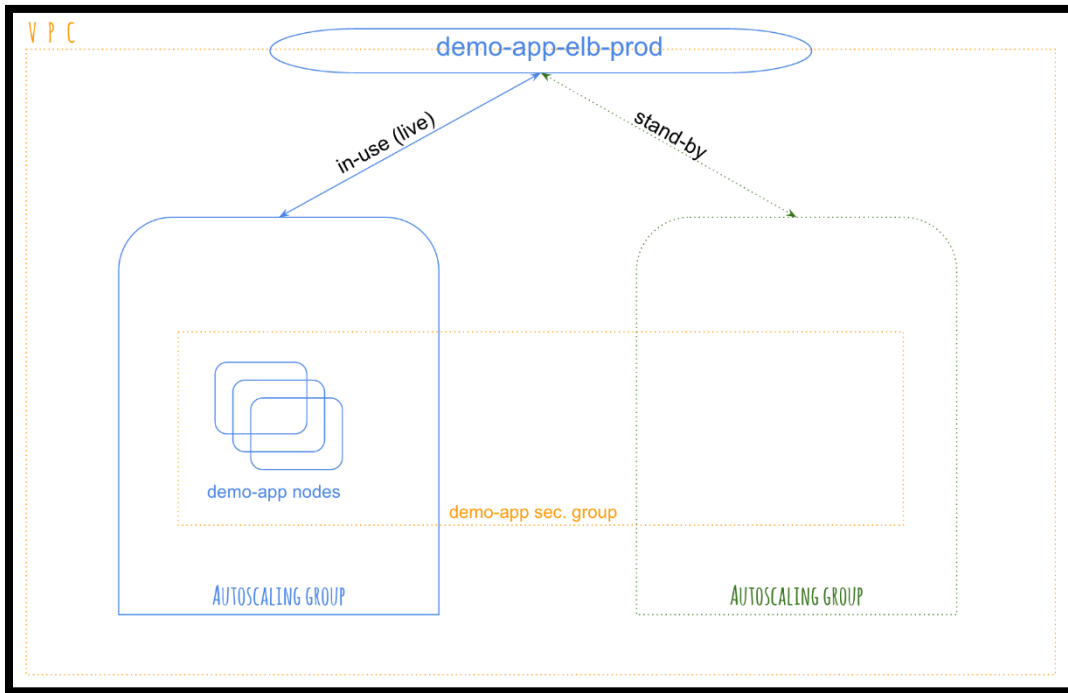 V P C
demo-app-elb-prod
in-use (live)
stand-by
demo-app nodes
demo-app sec. group
AUTOSCALING GROUP
AUTOSCALING GROUP